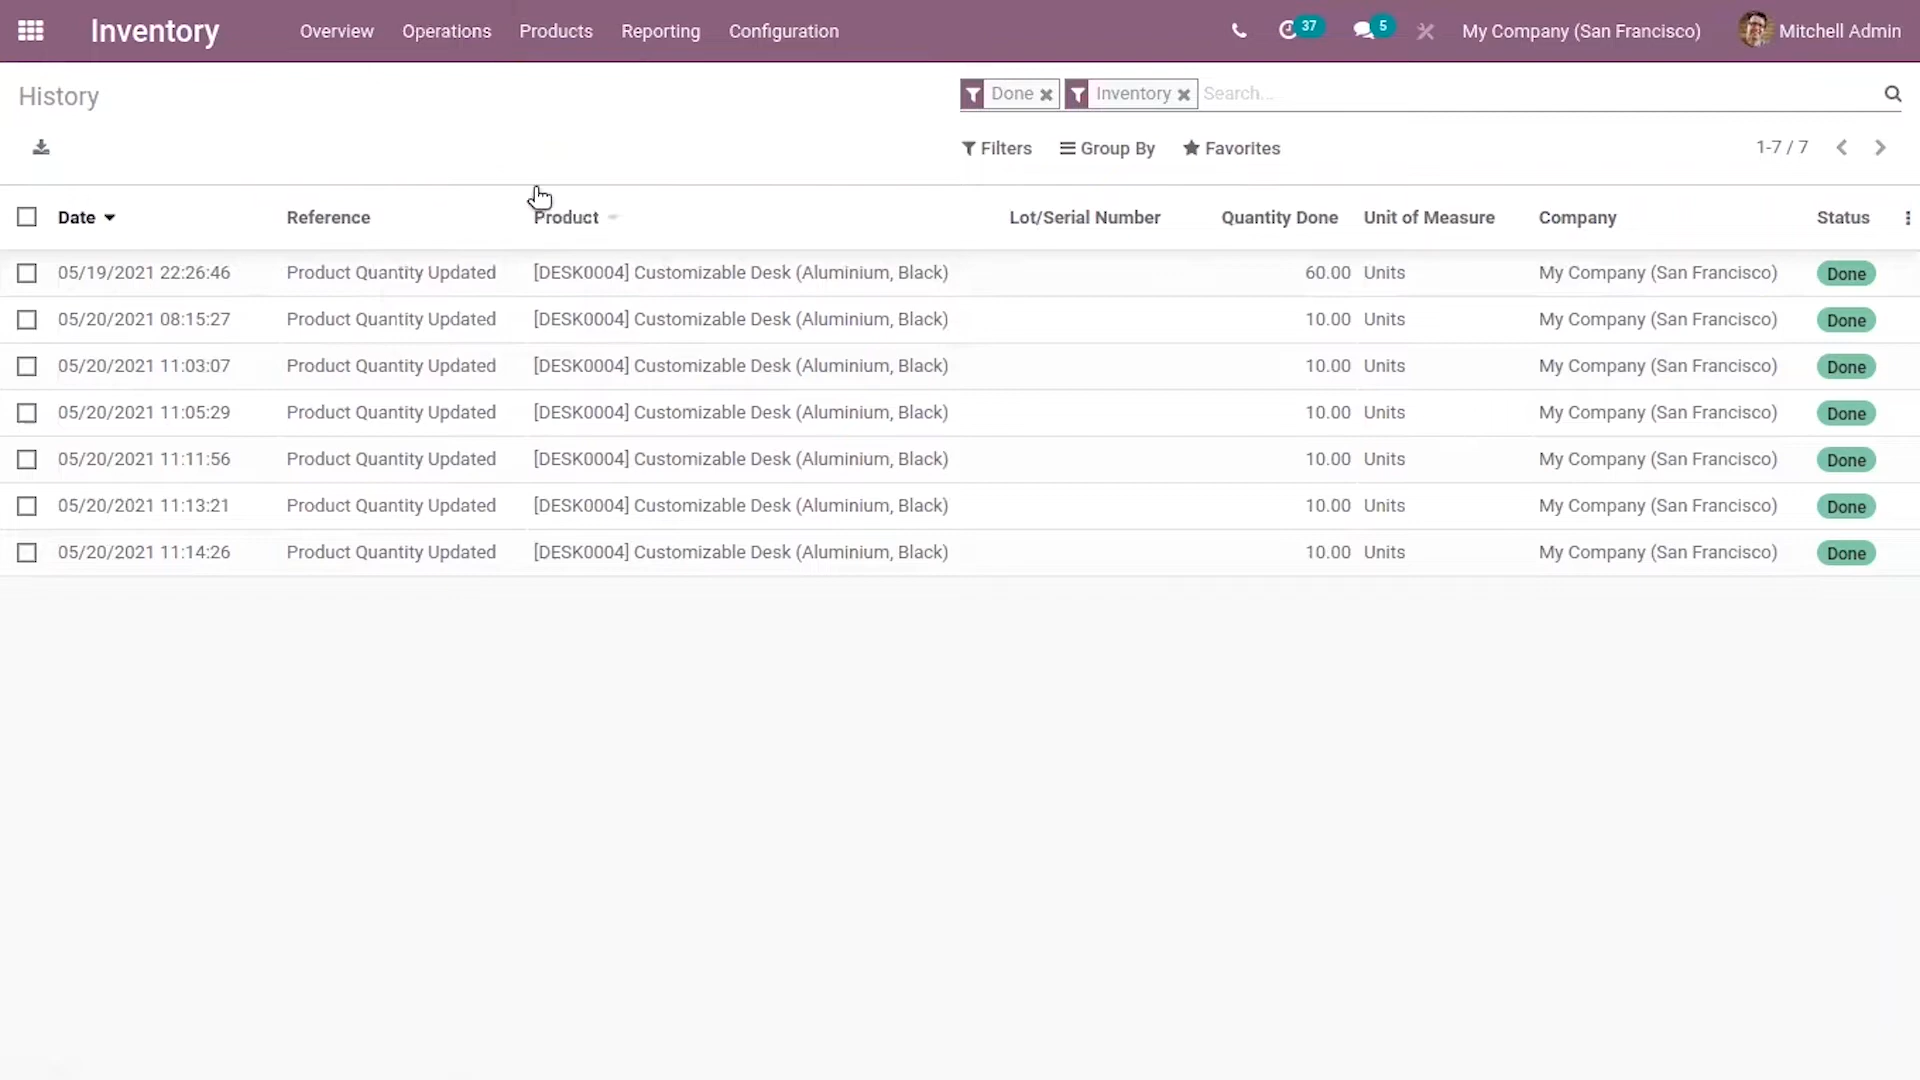 Inventory Overview Operations Products Reporting Configuration 37 5 My Company (San Francisco) Mitchell Admin
History Done Inventory Search...
Filters Group By Favorites 1-7 / 7
Date Reference Product Lot/Serial Number Quantity Done Unit of Measure Company Status
05/19/2021 22:26:46 Product Quantity Updated [DESK0004] Customizable Desk (Aluminium, Black) 60.00 Units My Company (San Francisco) Done
05/20/2021 08:15:27 Product Quantity Updated [DESK0004] Customizable Desk (Aluminium, Black) 10.00 Units My Company (San Francisco) Done
05/20/2021 11:03:07 Product Quantity Updated [DESK0004] Customizable Desk (Aluminium, Black) 10.00 Units My Company (San Francisco) Done
05/20/2021 11:05:29 Product Quantity Updated [DESK0004] Customizable Desk (Aluminium, Black) 10.00 Units My Company (San Francisco) Done
05/20/2021 11:11:56 Product Quantity Updated [DESK0004] Customizable Desk (Aluminium, Black) 10.00 Units My Company (San Francisco) Done
05/20/2021 11:13:21 Product Quantity Updated [DESK0004] Customizable Desk (Aluminium, Black) 10.00 Units My Company (San Francisco) Done
05/20/2021 11:14:26 Product Quantity Updated [DESK0004] Customizable Desk (Aluminium, Black) 10.00 Units My Company (San Francisco) Done